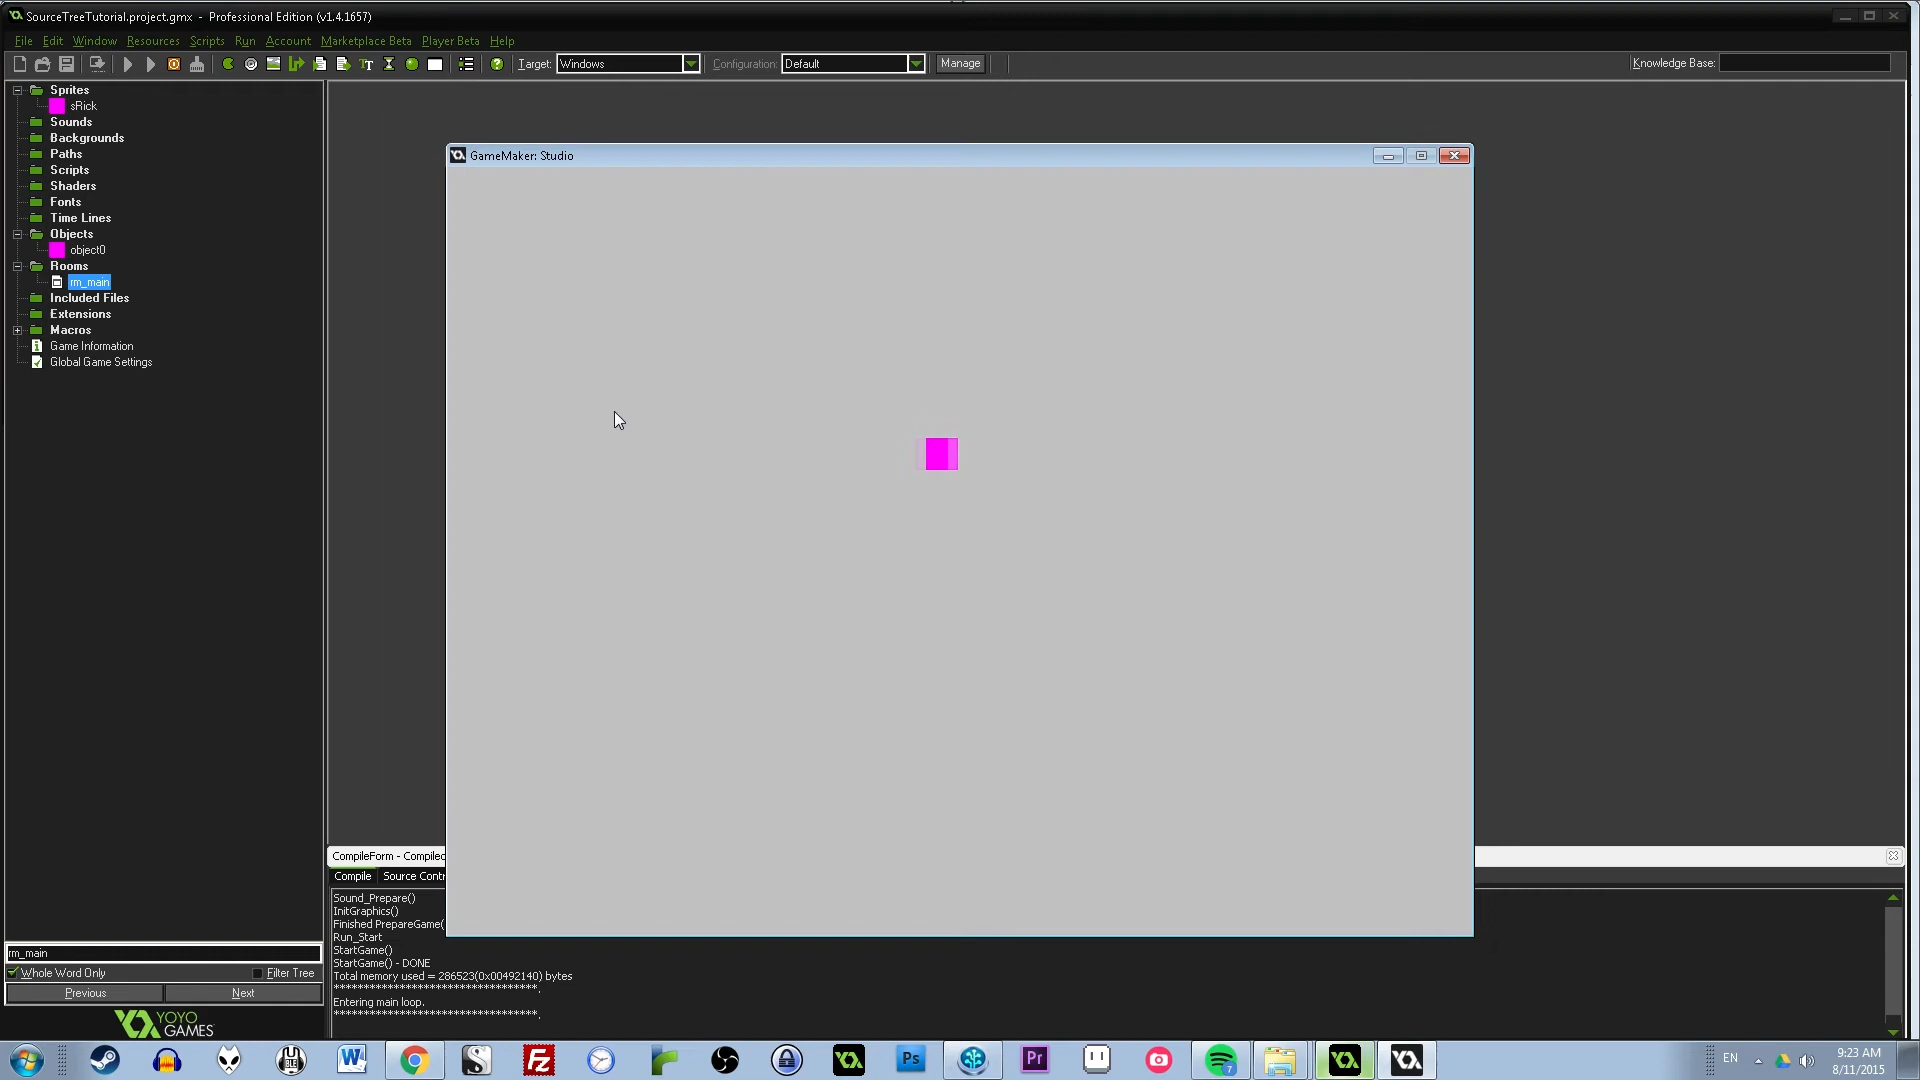 SourceTreeTutorial.project.gmx - Professional Edition (v1.4.1657)
File Edit Window Resources Scripts Run Account Marketplace Beta Player Beta Help
Target: Windows Configuration: Default Manage Knowledge Base:
Sprites
sRick
Sounds
Backgrounds
Paths
Scripts
Shaders
Fonts
Time Lines
Objects
object0
Rooms
rm_main
Included Files
Extensions
Macros
Game Information
Global Game Settings
GameMaker: Studio
CompileForm - Compiled
Compile Source Contr
Sound_Prepare()
InitGraphics()
Finished PrepareGame(
Run_Start
StartGame()
StartGame() - DONE
Total memory used = 286523(0x00492140) bytes
**********************************.
Entering main loop.
**********************************.
rm_main
Whole Word Only Filter Tree
Previous Next
YOYO
GAMES
W Ps Pr 7
EN 9:23 AM
8/11/2015